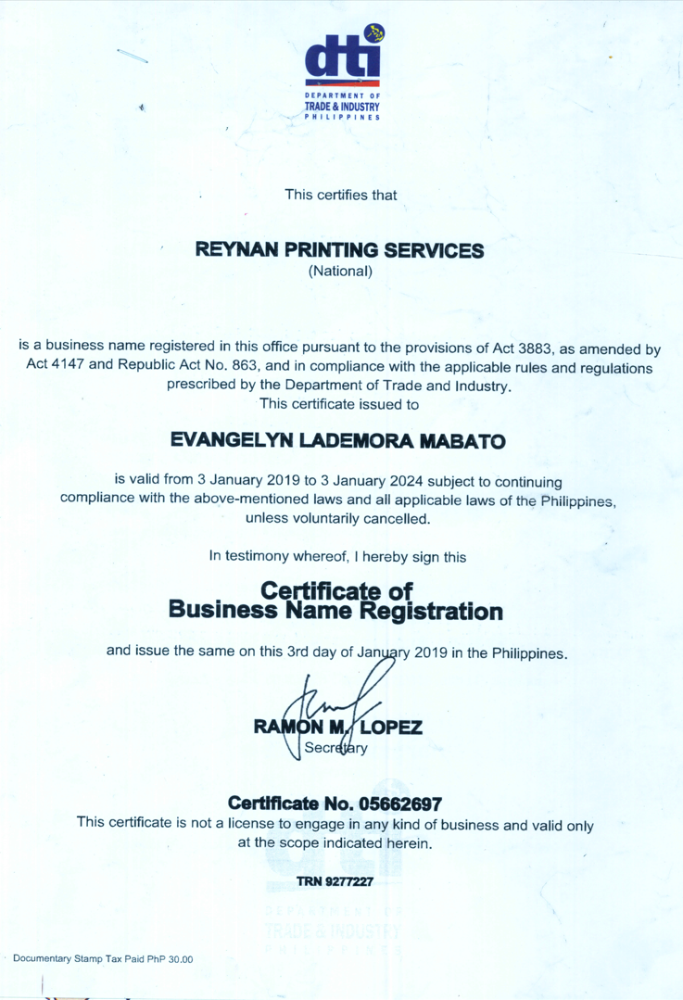 dti
DEPARTMENT OF
TRADE & INDUSTRY
PHILIPPINES
This certifies that
REYNAN PRINTING SERVICES
(National)
is a business name registered in this office pursuant to the provisions of Act 3883, as amended by
Act 4147 and Republic Act No. 863, and in compliance with the applicable rules and regulations
prescribed by the Department of Trade and Industry.
This certificate issued to
EVANGELYN LADEMORA MABATO
is valid from 3 January 2019 to 3 January 2024 subject to continuing
compliance with the above-mentioned laws and all applicable laws of the Philippines,
unless voluntarily cancelled.
In testimony whereof, I hereby sign this
Certificate of
Business Name Registration
and issue the same on this 3rd day of January 2019 in the Philippines.
RAMON M. LOPEZ
Secretary
Certificate No. 05662697
This certificate is not a license to engage in any kind of business and valid only
at the scope indicated herein.
TRN 9277227
dti
DEPARTMENT OF
TRADE & INDUSTRY
PHILIPPINES
Documentary Stamp Tax Paid PhP 30.00